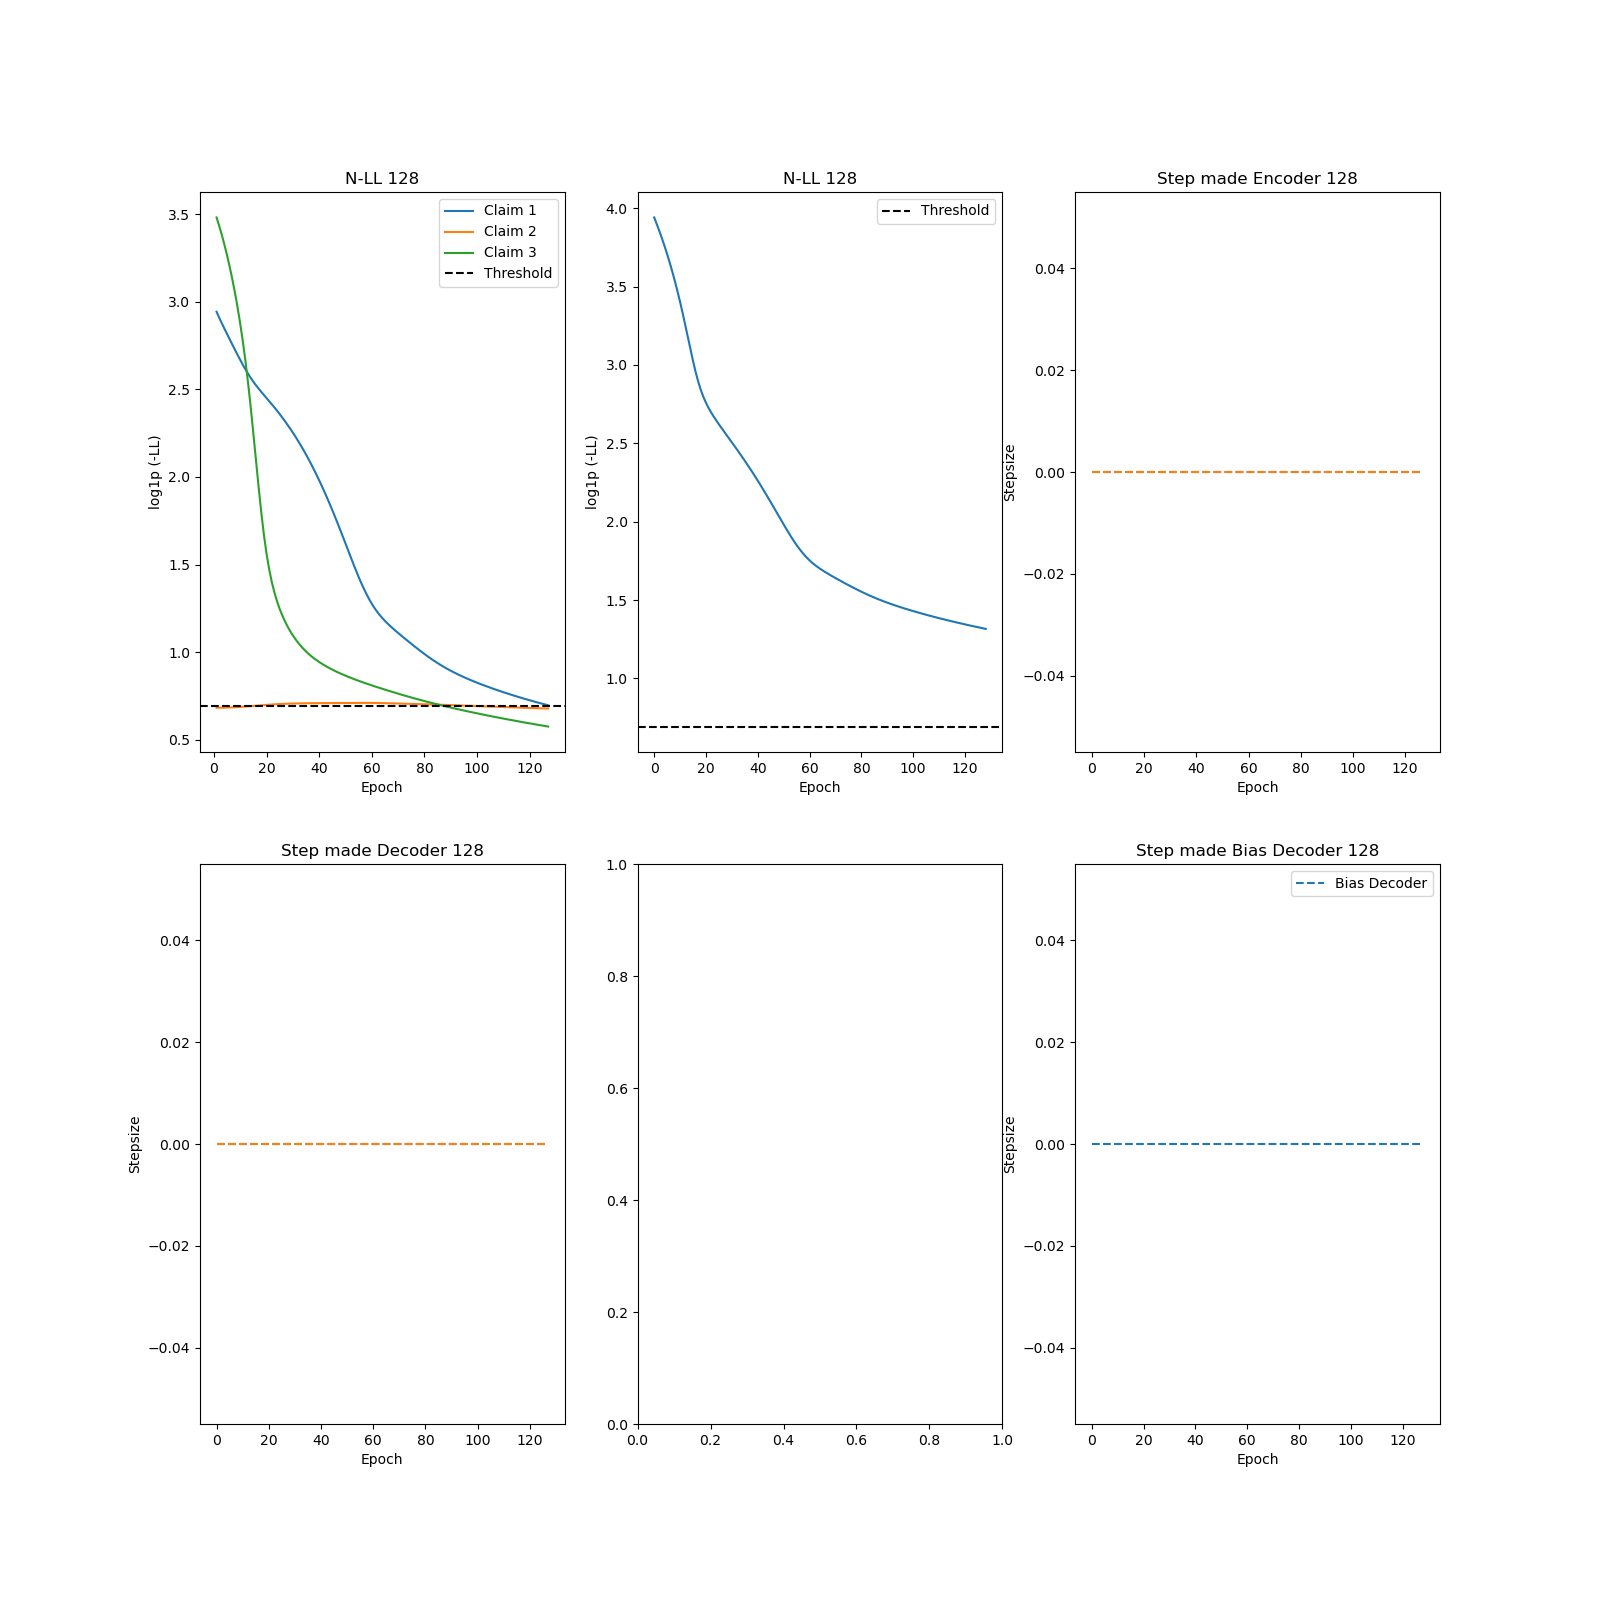 N-LL 128
3.5
3.0
2.5
2.0
1.5
1.0
0.5
log1p (-LL)
Claim 1
Claim 2
Claim 3
Threshold
0 20 40 60 80 100 120
Epoch
N-LL 128
4.0
3.5
3.0
2.5
2.0
1.5
1.0
log1p (-LL)
Threshold
0 20 40 60 80 100 120
Epoch
Step made Encoder 128
0.04
0.02
0.00
−0.02
−0.04
Stepsize
0 20 40 60 80 100 120
Epoch
Step made Decoder 128
0.04
0.02
0.00
−0.02
−0.04
Stepsize
0 20 40 60 80 100 120
Epoch
1.0
0.8
0.6
0.4
0.2
0.0
0.0 0.2 0.4 0.6 0.8 1.0
Step made Bias Decoder 128
Bias Decoder
0.04
0.02
0.00
−0.02
−0.04
Stepsize
0 20 40 60 80 100 120
Epoch